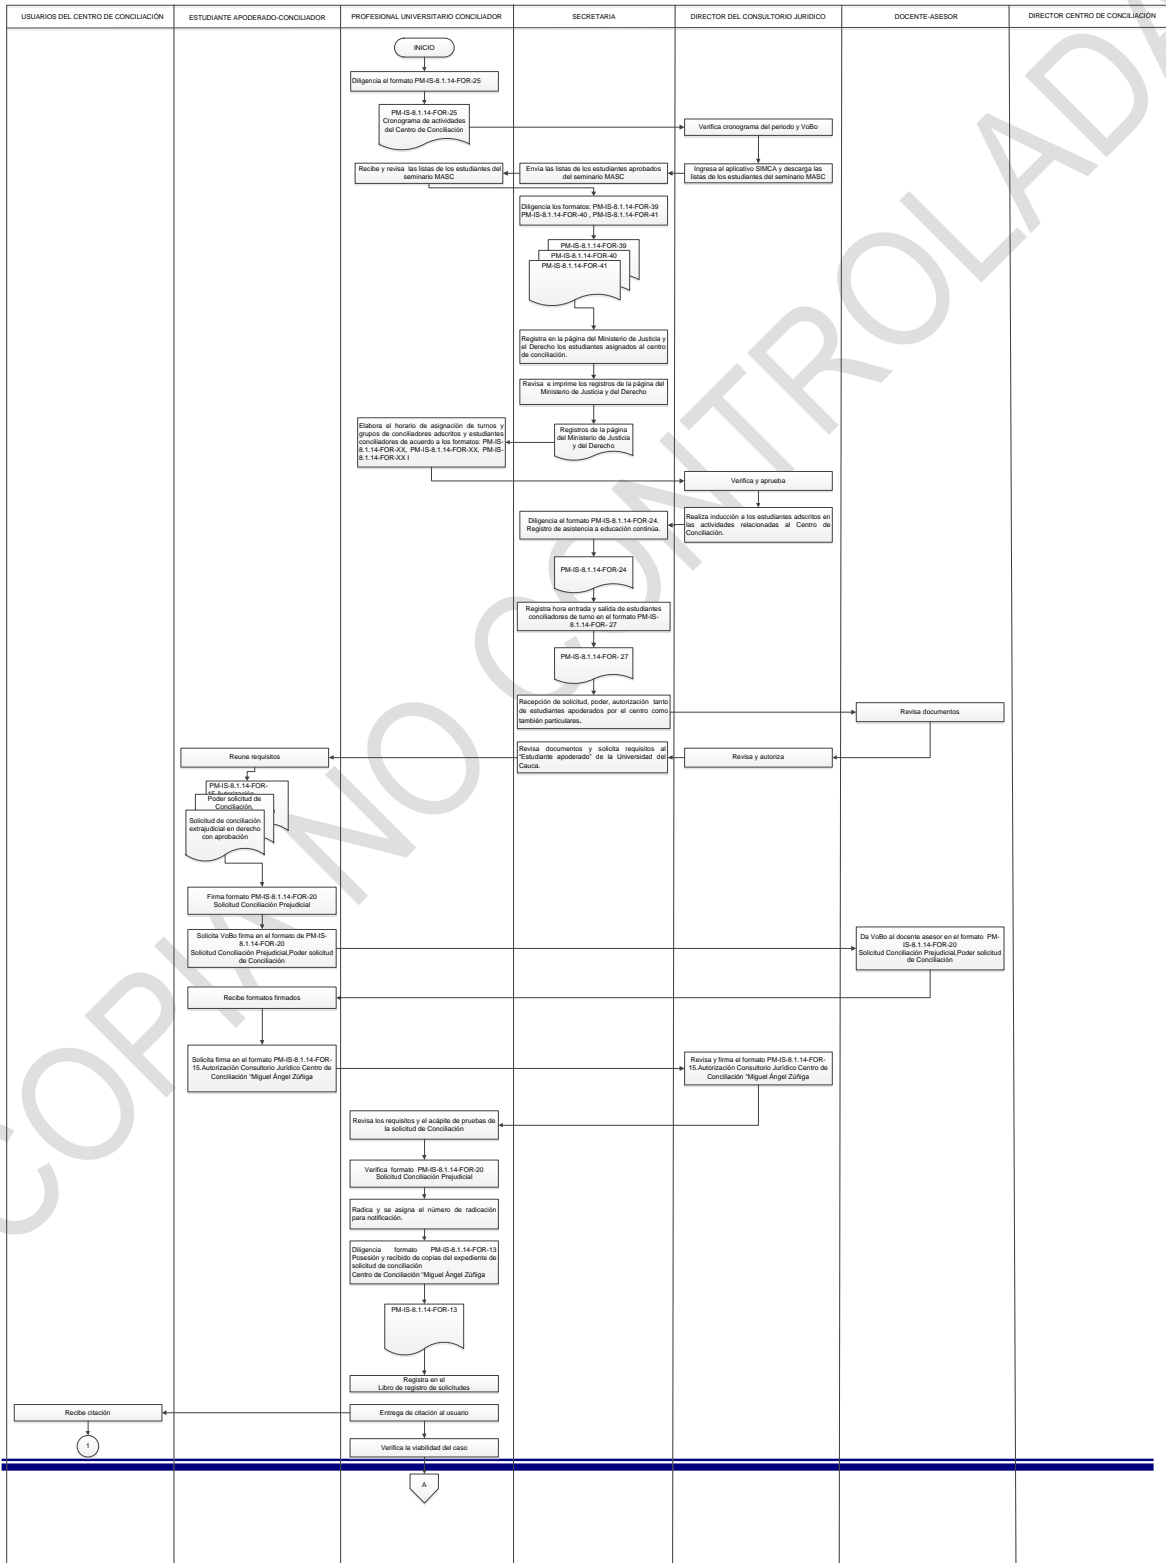 USUARIOS DEL CENTRO DE CONCILIACIÓN
ESTUDIANTE APODERADO-CONCILIADOR
PROFESIONAL UNIVERSITARIO CONCILIADOR
SECRETARIA
DIRECTOR DEL CONSULTORIO JURIDICO
DOCENTE-ASESOR
DIRECTOR CENTRO DE CONCILIACIÓN
INICIO
Diligencia el formato PM-IS-8.1.14-FOR-25
PM-IS-8.1.14-FOR-25
Cronograma de actividades
del Centro de Conciliación
Verifica cronograma del periodo y VoBo
Recibe y revisa las listas de los estudiantes del
seminario MASC
Envía las listas de los estudiantes aprobados
del seminario MASC
Ingresa al aplicativo SIMCA y descarga las
listas de los estudiantes del seminario MASC
Diligencia los formatos: PM-IS-8.1.14-FOR-39
PM-IS-8.1.14-FOR-40 , PM-IS-8.1.14-FOR-41
PM-IS-8.1.14-FOR-39
PM-IS-8.1.14-FOR-40
PM-IS-8.1.14-FOR-41
Registra en la página del Ministerio de Justicia y
el Derecho los estudiantes asignados al centro
de conciliación.
Revisa e imprime los registros de la página del
Ministerio de Justicia y del Derecho
Elabora el horario de asignación de turnos y
grupos de conciliadores adscritos y estudiantes
conciliadores de acuerdo a los formatos: PM-IS-
8.1.14-FOR-XX, PM-IS-8.1.14-FOR-XX, PM-IS-
8.1.14-FOR-XX I
Registros de la página
del Ministerio de Justicia
y del Derecho
Verifica y aprueba
Diligencia el formato PM-IS-8.1.14-FOR-24.
Registro de asistencia a educación continúa.
Realiza inducción a los estudiantes adscritos en
las actividades relacionadas al Centro de
Conciliación.
PM-IS-8.1.14-FOR-24
Registra hora entrada y salida de estudiantes
conciliadores de turno en el formato PM-IS-
8.1.14-FOR- 27
PM-IS-8.1.14-FOR- 27
Recepción de solicitud, poder, autorización tanto
de estudiantes apoderados por el centro como
también particulares.
Revisa documentos
Reune requisitos
Revisa documentos y solicita requisitos al
"Estudiante apoderado" de la Universidad del
Cauca.
Revisa y autoriza
PM-IS-8.1.14-FOR-
15 Autorización
Poder solicitud de
Conciliación.
Solicitud de conciliación
extrajudicial en derecho
con aprobación
Firma formato PM-IS-8.1.14-FOR-20
Solicitud Conciliación Prejudicial
Solicita VoBo firma en el formato de PM-IS-
8.1.14-FOR-20
Solicitud Conciliación Prejudicial,Poder solicitud
de Conciliación
Da VoBo al docente asesor en el formato PM-
IS-8.1.14-FOR-20
Solicitud Conciliación Prejudicial,Poder solicitud
de Conciliación
Recibe formatos firmados
Solicita firma en el formato PM-IS-8.1.14-FOR-
15.Autorización Consultorio Jurídico Centro de
Conciliación "Miguel Ángel Zúñiga
Revisa y firma el formato PM-IS-8.1.14-FOR-
15.Autorización Consultorio Jurídico Centro de
Conciliación "Miguel Ángel Zúñiga
Revisa los requisitos y el acápite de pruebas de
la solicitud de Conciliación
Verifica formato PM-IS-8.1.14-FOR-20
Solicitud Conciliación Prejudicial
Radica y se asigna el número de radicación
para notificación.
Diligencia formato PM-IS-8.1.14-FOR-13
Posesión y recibido de copias del expediente de
solicitud de conciliación
Centro de Conciliación "Miguel Ángel Zúñiga
PM-IS-8.1.14-FOR-13
Registra en el
Libro de registro de solicitudes
Recibe citación
Entrega de citación al usuario
1
Verifica la viabilidad del caso
A
COPIA NO CONTROLADA